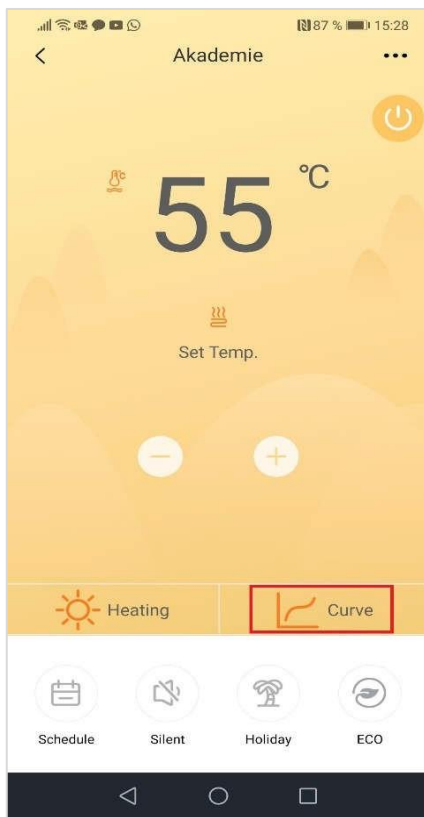 87 % 15:28
Akademie
55 °C
Set Temp.
Heating
Curve
Schedule
Silent
Holiday
ECO